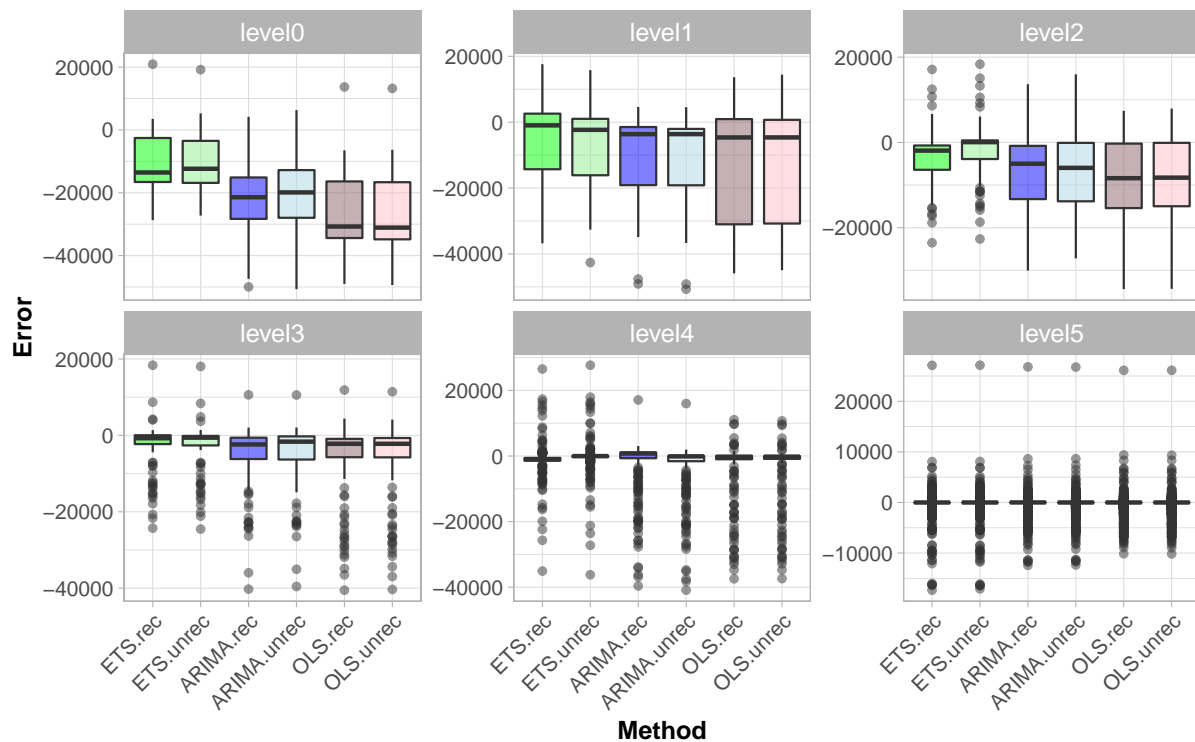 level0
level1
level2
20000
0
−20000
−40000
20000
0
−20000
−40000
20000
0
−20000
level3
level4
level5
20000
0
−20000
−40000
20000
0
−20000
−40000
20000
10000
0
−10000
ETS.rec
ETS.unrec
ARIMA.rec
ARIMA.unrec
OLS.rec
OLS.unrec
ETS.rec
ETS.unrec
ARIMA.rec
ARIMA.unrec
OLS.rec
OLS.unrec
ETS.rec
ETS.unrec
ARIMA.rec
ARIMA.unrec
OLS.rec
OLS.unrec
Error
Method